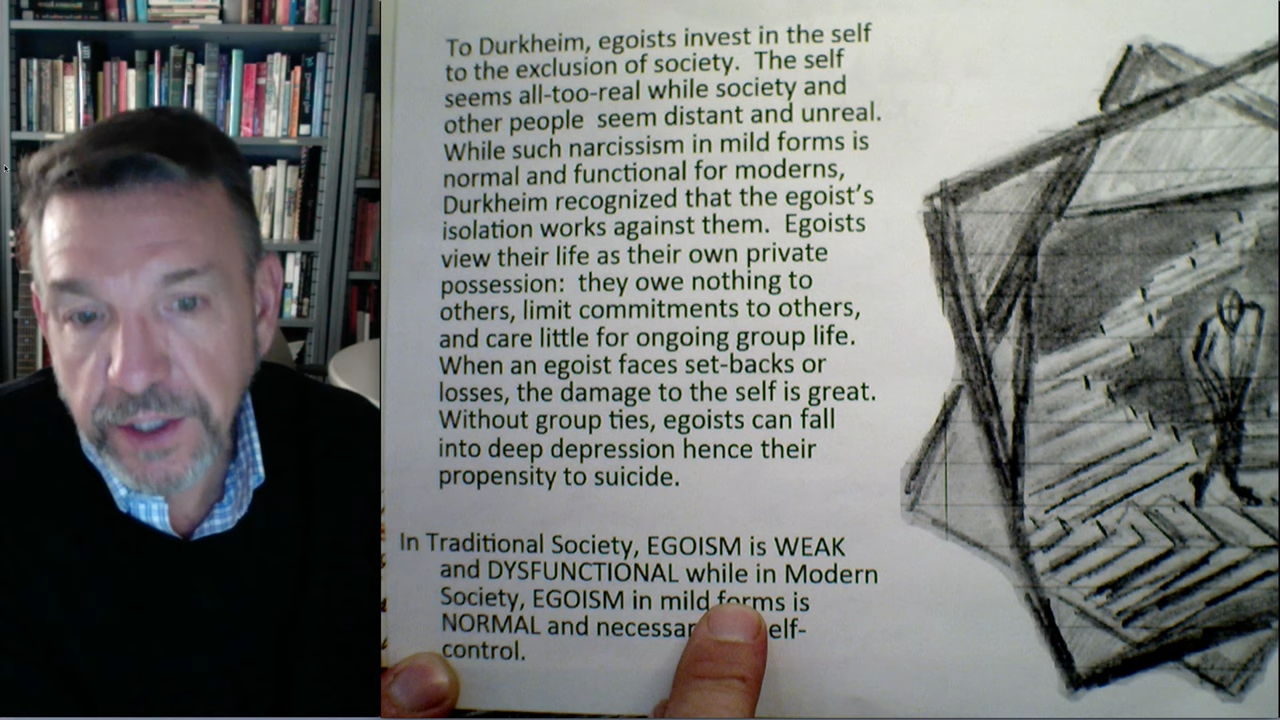 To Durkheim, egoists invest in the self
to the exclusion of society. The self
seems all-too-real while society and
other people seem distant and unreal.
While such narcissism in mild forms is
normal and functional for moderns,
Durkheim recognized that the egoist's
isolation works against them. Egoists
view their life as their own private
possession: they owe nothing to
others, limit commitments to others,
and care little for ongoing group life.
When an egoist faces set-backs or
losses, the damage to the self is great.
Without group ties, egoists can fall
into deep depression hence their
propensity to suicide.
In Traditional Society, EGOISM is WEAK
and DYSFUNCTIONAL while in Modern
Society, EGOISM in mild forms is
NORMAL and
control.